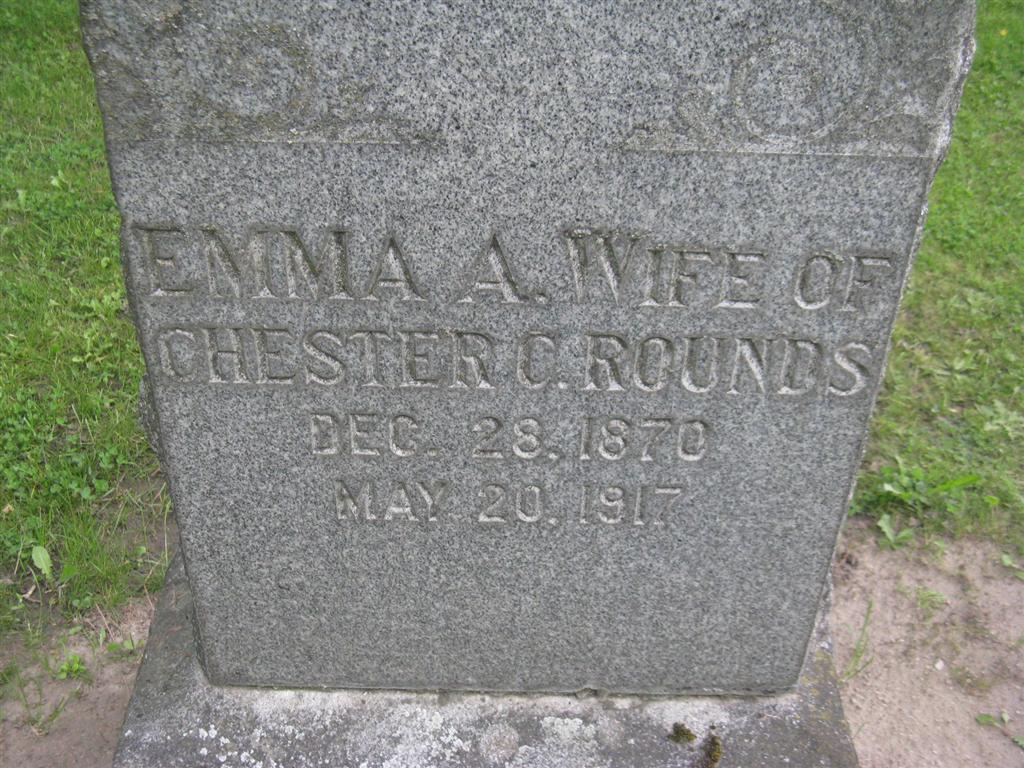 EMMA A. WIFE OF
CHESTER C. ROUNDS
DEC. 28, 1870
MAY 20, 1917